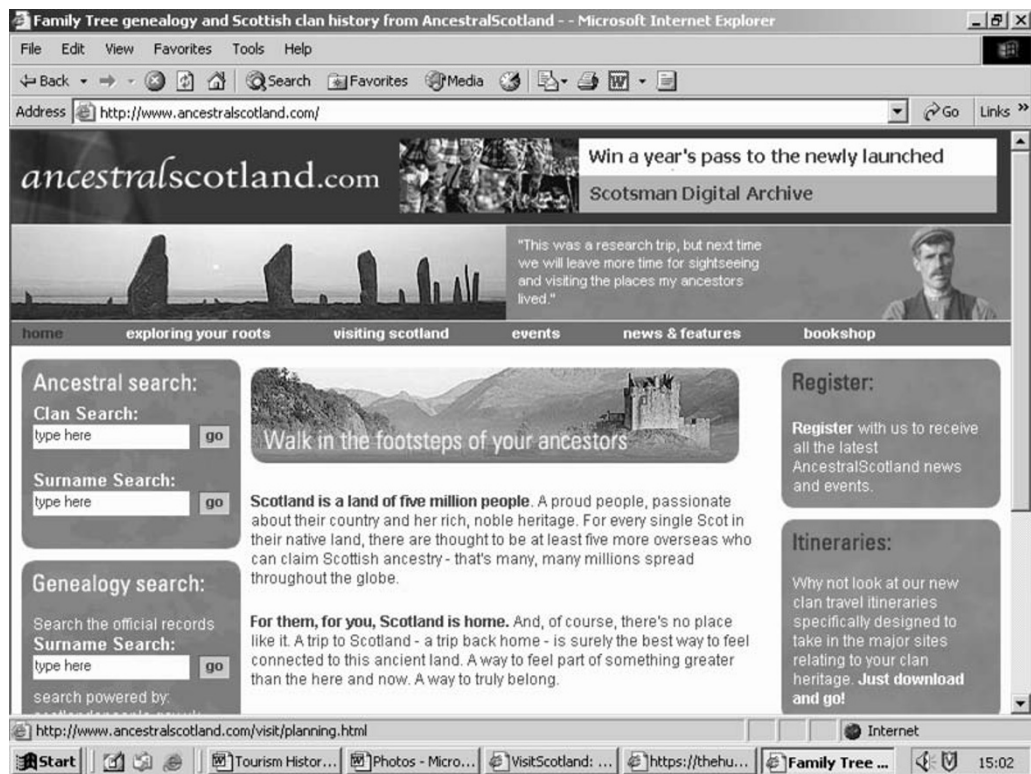 Family Tree genealogy and Scottish clan history from AncestralScotland - - Microsoft Internet Explorer
File Edit View Favorites Tools Help
Back Search Favorites Media
Address http://www.ancestralscotland.com/ Go Links »
ancestralscotland.com
Win a year's pass to the newly launched
Scotsman Digital Archive
"This was a research trip, but next time
we will leave more time for sightseeing
and visiting the places my ancestors
lived."
home exploring your roots visiting scotland events news & features bookshop
Ancestral search:
Clan Search:
type here go
Surname Search:
type here go
Genealogy search:
Search the official records
Surname Search:
type here go
search powered by:
Walk in the footsteps of your ancestors
Scotland is a land of five million people. A proud people, passionate
about their country and her rich, noble heritage. For every single Scot in
their native land, there are thought to be at least five more overseas who
can claim Scottish ancestry - that's many, many millions spread
throughout the globe.
For them, for you, Scotland is home. And, of course, there's no place
like it. A trip to Scotland - a trip back home - is surely the best way to feel
connected to this ancient land. A way to feel part of something greater
than the here and now. A way to truly belong.
Register:
Register with us to receive
all the latest
AncestralScotland news
and events.
Itineraries:
Why not look at our new
clan travel itineraries
specifically designed to
take in the major sites
relating to your clan
heritage. Just download
and go!
http://www.ancestralscotland.com/visit/planning.html Internet
Start Tourism Histor... Photos - Micro... VisitScotland: ... https://thehu... Family Tree ... 15:02